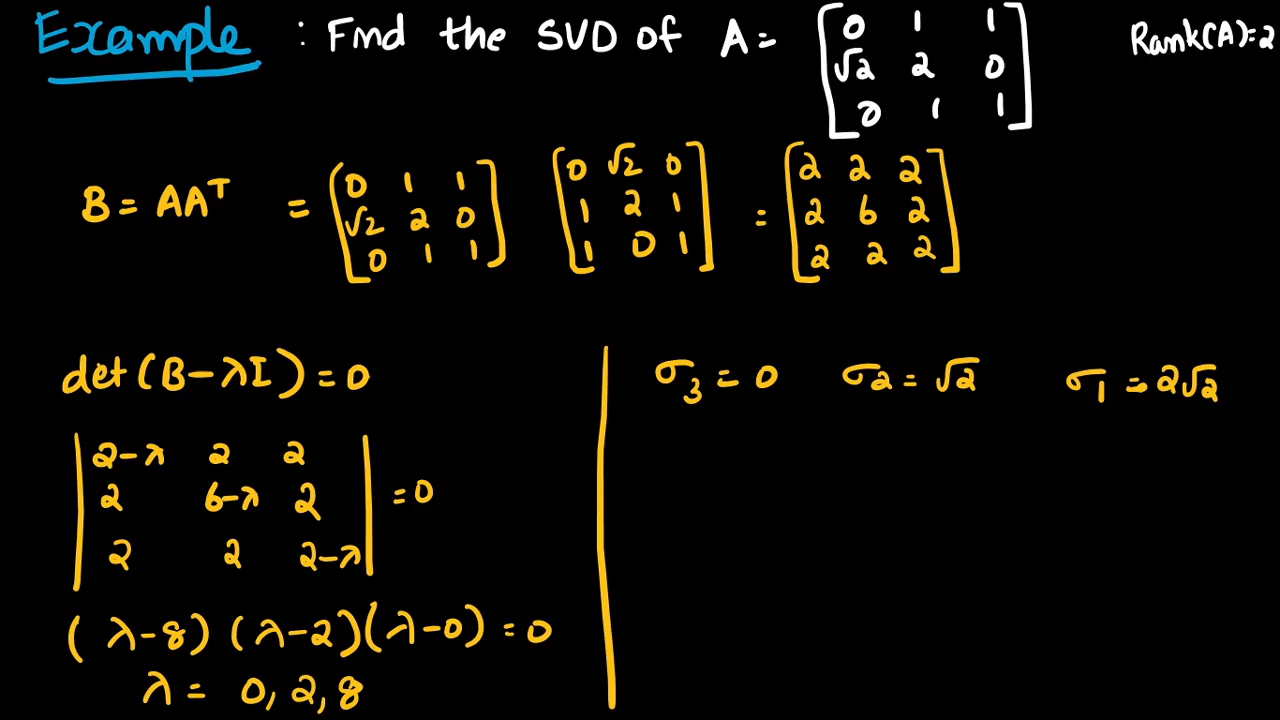 Example : Find the SVD of A = [0 1 1; √2 2 0; 0 1 1] Rank(A)=2
B = AAᵀ = [0 1 1; √2 2 0; 0 1 1] [0 √2 0; 1 2 1; 1 0 1] = [2 2 2; 2 6 2; 2 2 2]
det(B-λI) = 0
|2-λ 2 2; 2 6-λ 2; 2 2 2-λ| = 0
(λ-8) (λ-2)(λ-0) = 0
λ = 0, 2, 8
σ₃ = 0 σ₂ = √2 σ₁ = 2√2